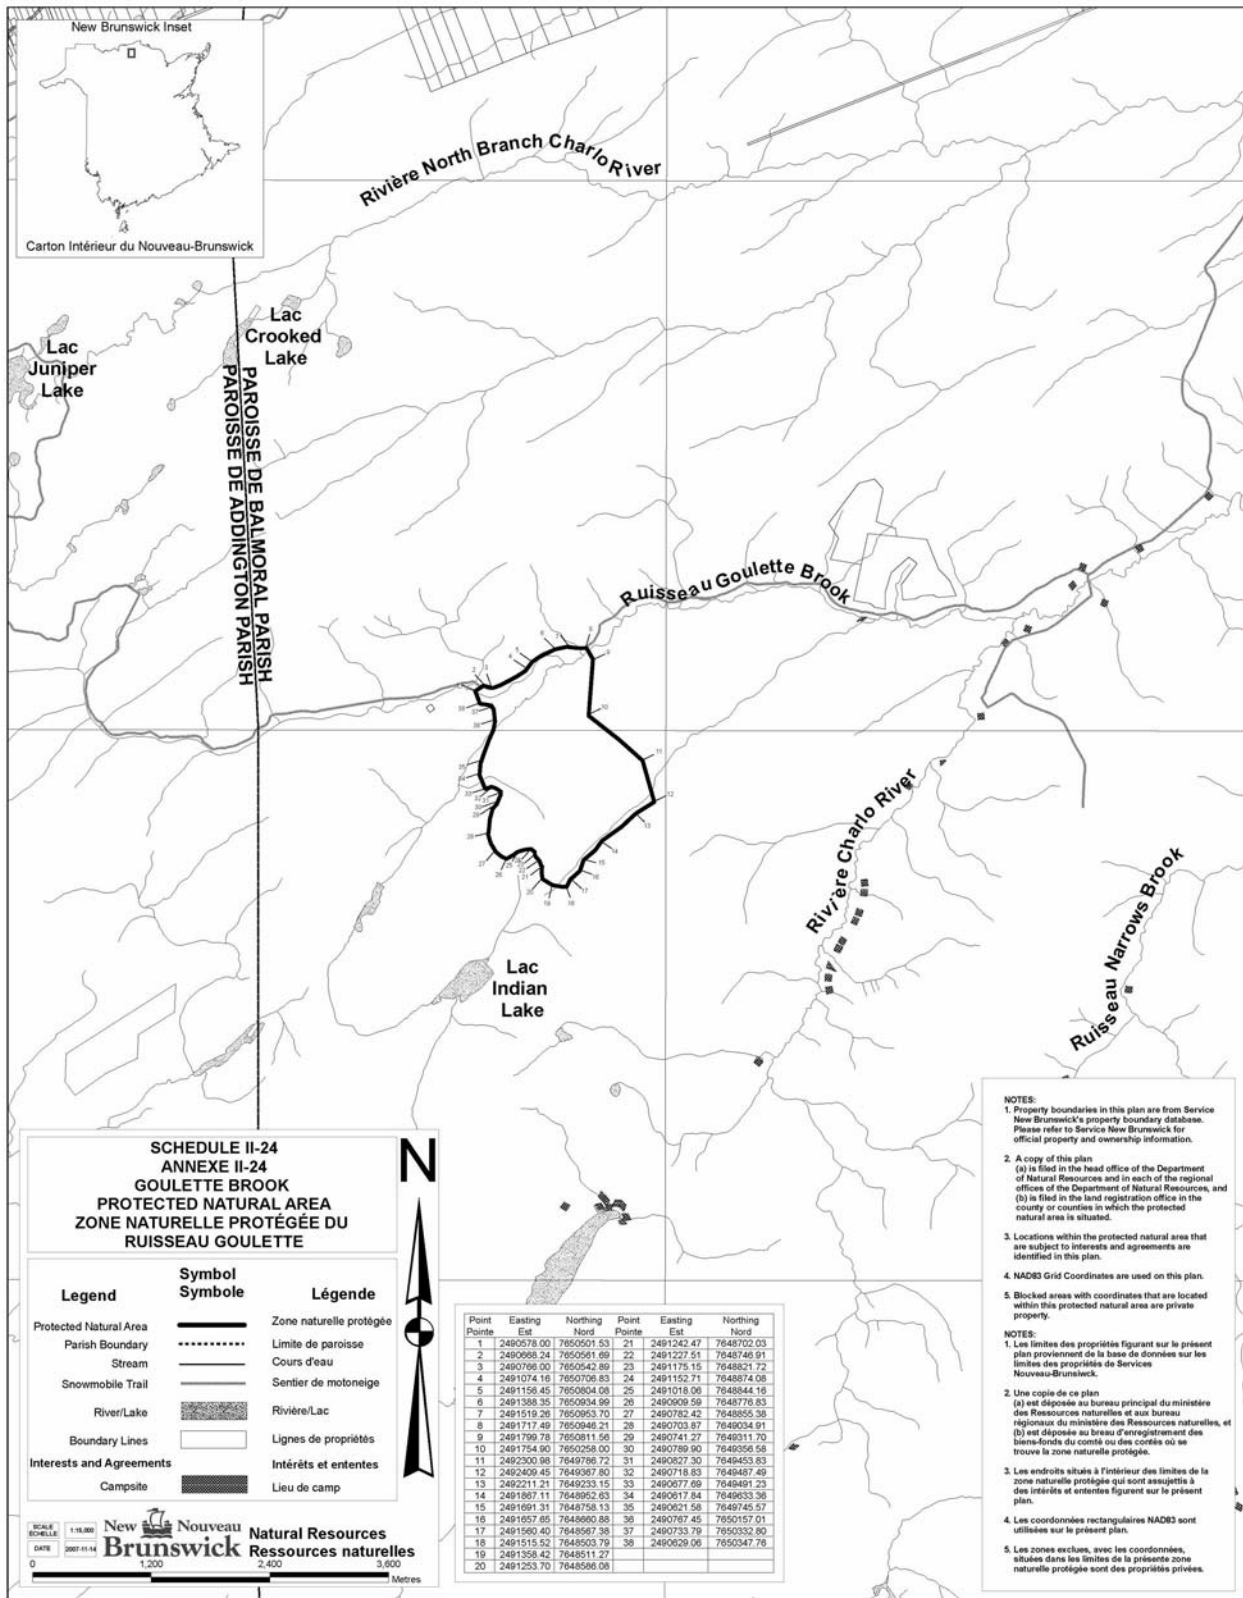 New Brunswick Inset
Carton Intérieur du Nouveau-Brunswick
Rivière North Branch Charlo River
Lac
Crooked
Lake
Lac
Juniper
Lake
PAROISSE DE BALMORAL PARISH
PAROISSE DE ADDINGTON PARISH
Ruisseau Goulette Brook
Rivière Charlo River
Ruisseau Narrows Brook
Lac
Indian
Lake
SCHEDULE II-24
ANNEXE II-24
GOULETTE BROOK
PROTECTED NATURAL AREA
ZONE NATURELLE PROTÉGÉE DU
RUISSEAU GOULETTE
N
Legend Symbol Symbole Légende
Protected Natural Area Zone naturelle protégée
Parish Boundary Limite de paroisse
Stream Cours d'eau
Snowmobile Trail Sentier de motoneige
River/Lake Rivière/Lac
Boundary Lines Lignes de propriétés
Interests and Agreements Intérêts et ententes
Campsite Lieu de camp
SCALE ÉCHELLE
DATE 2007-11-14
New Nouveau
Brunswick
Natural Resources
Ressources naturelles
0 1,200 2,400 3,600
Metres
Point Easting Northing Point Easting Northing
Pointe Est Nord Pointe Est Nord
1 2490578.00 7650501.53 21 2491242.47 7648702.03
2 2490668.24 7650561.69 22 2491227.51 7648746.91
3 2490766.00 7650542.89 23 2491175.15 7648821.72
4 2491074.16 7650706.83 24 2491152.71 7648874.08
5 2491156.45 7650804.08 25 2491018.06 7648844.16
6 2491388.35 7650934.99 26 2490909.59 7648776.83
7 2491519.26 7650953.70 27 2490782.42 7648855.38
8 2491717.49 7650946.21 28 2490703.87 7649034.91
9 2491799.78 7650811.56 29 2490741.27 7649311.70
10 2491754.90 7650258.00 30 2490789.90 7649356.58
11 2492300.98 7649786.72 31 2490827.30 7649453.83
12 2492409.45 7649367.80 32 2490718.83 7649487.49
13 2492211.21 7649233.15 33 2490677.69 7649491.23
14 2491867.11 7648952.63 34 2490617.84 7649633.36
15 2491691.31 7648758.13 35 2490621.58 7649745.57
16 2491657.65 7648660.88 36 2490767.45 7650157.01
17 2491560.40 7648567.38 37 2490733.79 7650332.80
18 2491515.52 7648503.79 38 2490629.06 7650347.76
19 2491358.42 7648511.27
20 2491253.70 7648586.08
NOTES:
1. Property boundaries in this plan are from Service
New Brunswick's property boundary database.
Please refer to Service New Brunswick for
official property and ownership information.
2. A copy of this plan
(a) is filed in the head office of the Department
of Natural Resources and in each of the regional
offices of the Department of Natural Resources, and
(b) is filed in the land registration office in the
county or counties in which the protected
natural area is situated.
3. Locations within the protected natural area that
are subject to interests and agreements are
identified in this plan.
4. NAD83 Grid Coordinates are used on this plan.
5. Blocked areas with coordinates that are located
within this protected natural area are private
property.
NOTES:
1. Les limites des propriétés figurant sur le présent
plan proviennent de la base de données sur les
limites des propriétés de Services
Nouveau-Brunsiwck.
2. Une copie de ce plan
(a) est déposée au bureau principal du ministère
des Ressources naturelles et aux bureau
régionaux du ministère des Ressources naturelles, et
(b) est déposée au breau d'enregistrement des
biens-fonds du comté ou des contés où se
trouve la zone naturelle protégée.
3. Les endroits situés à l'intérieur des limites de la
zone naturelle protégée qui sont assujettis à
des intérêts et ententes figurent sur le présent
plan.
4. Les coordonnées rectangulaires NAD83 sont
utilisées sur le présent plan.
5. Les zones exclues, avec les coordonnées,
situées dans les limites de la présente zone
naturelle protégée sont des propriétés privées.